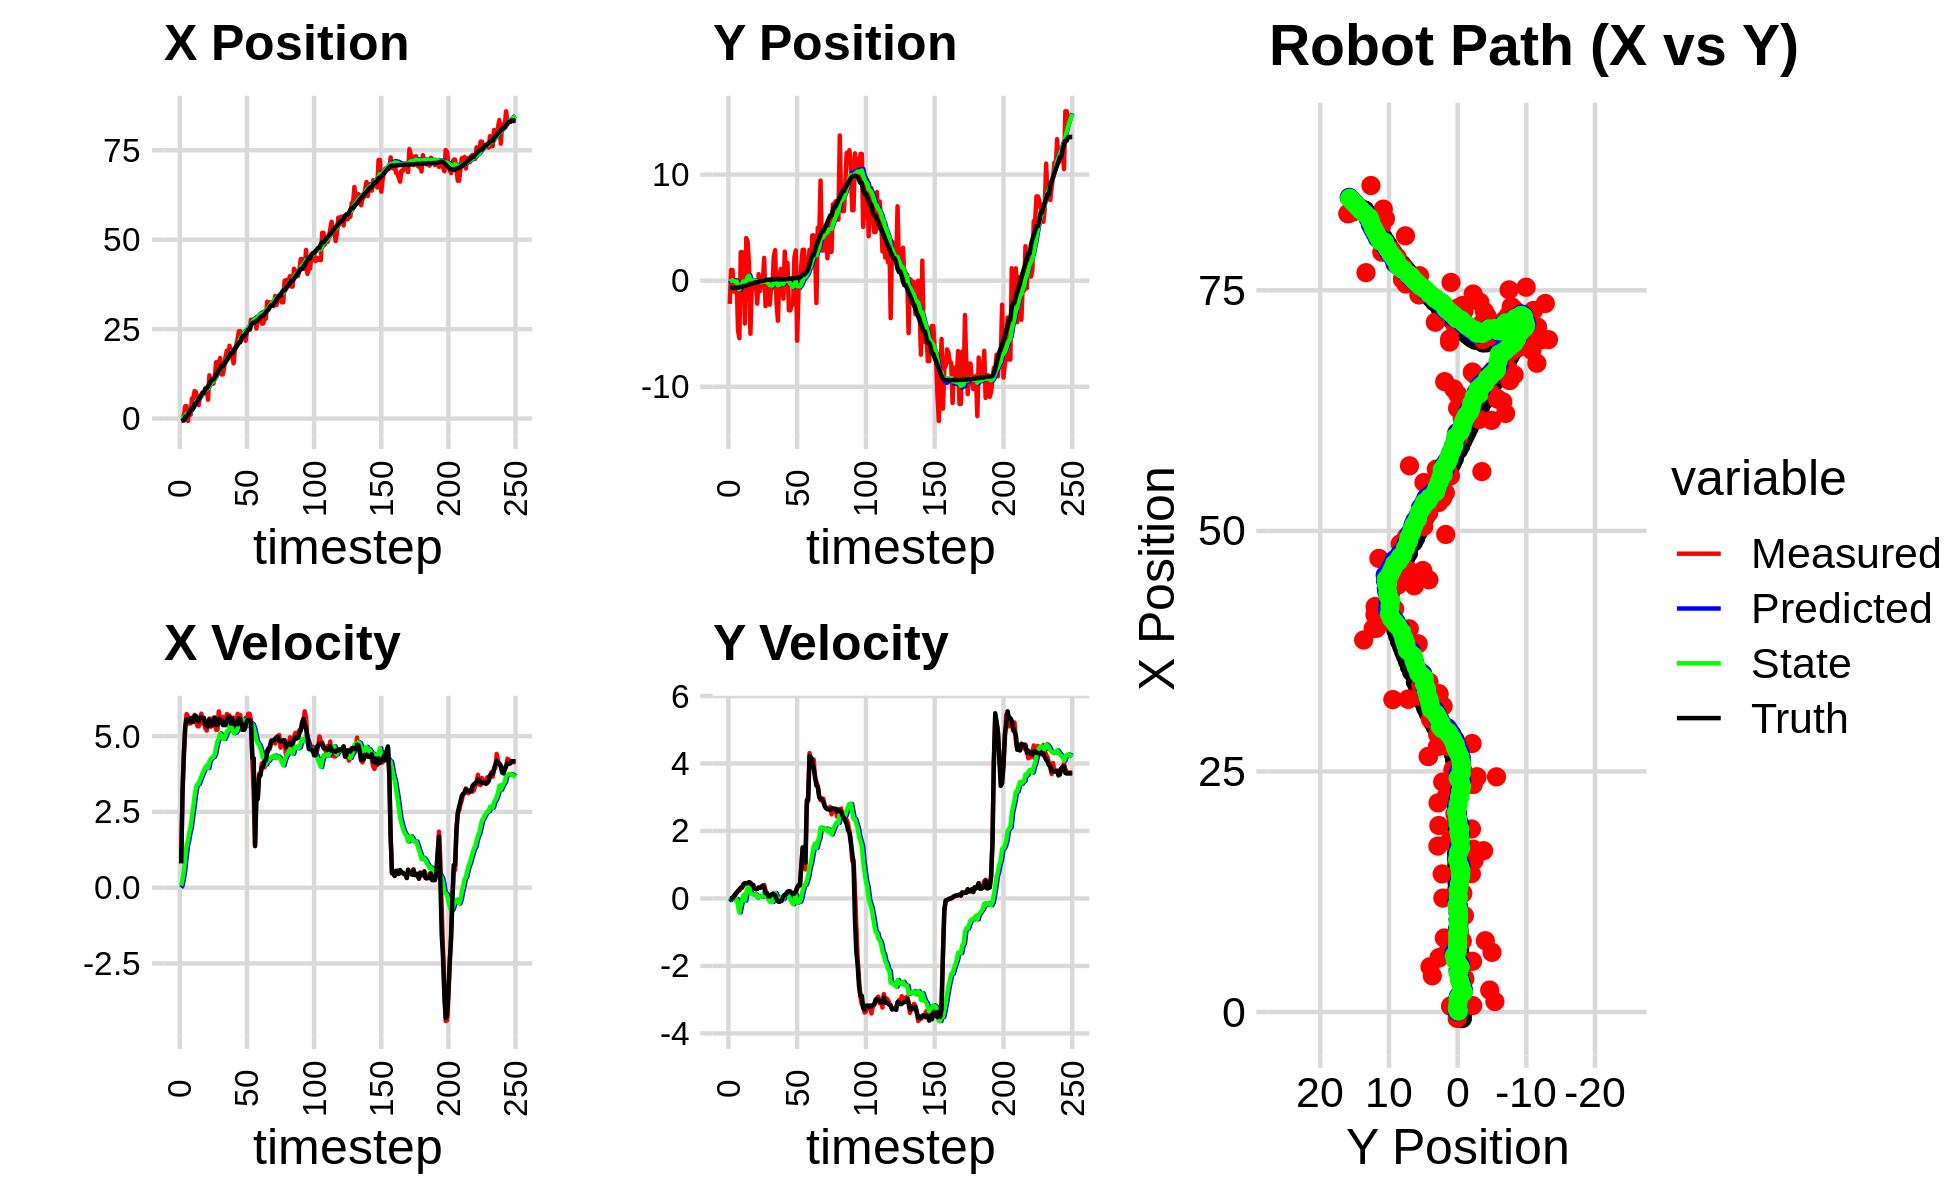 X Position
75
50
25
0
0
50
100
150
200
250
timestep
Y Position
10
0
-10
0
50
100
150
200
250
timestep
X Velocity
5.0
2.5
0.0
-2.5
0
50
100
150
200
250
timestep
Y Velocity
6
4
2
0
-2
-4
0
50
100
150
200
250
timestep
Robot Path (X vs Y)
X Position
75
50
25
0
20 10 0 -10 -20
Y Position
variable
Measured
Predicted
State
Truth